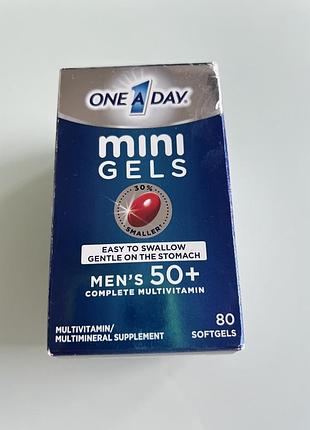 ONE A DAY®
1
mini
GELS
30%
SMALLER†
EASY TO SWALLOW
GENTLE ON THE STOMACH
MEN'S 50+
COMPLETE MULTIVITAMIN
MULTIVITAMIN/
MULTIMINERAL SUPPLEMENT
80
SOFTGELS